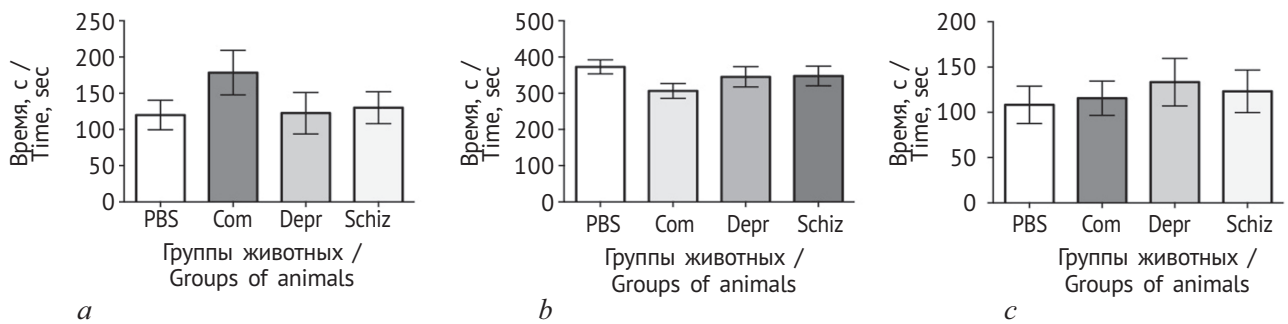 250
200
150
100
50
0
Время, с /
Time, sec
PBS Com Depr Schiz
Группы животных /
Groups of animals
a
500
400
300
200
100
0
Время, с /
Time, sec
PBS Com Depr Schiz
Группы животных /
Groups of animals
b
200
150
100
50
0
Время, с /
Time, sec
PBS Com Depr Schiz
Группы животных /
Groups of animals
c